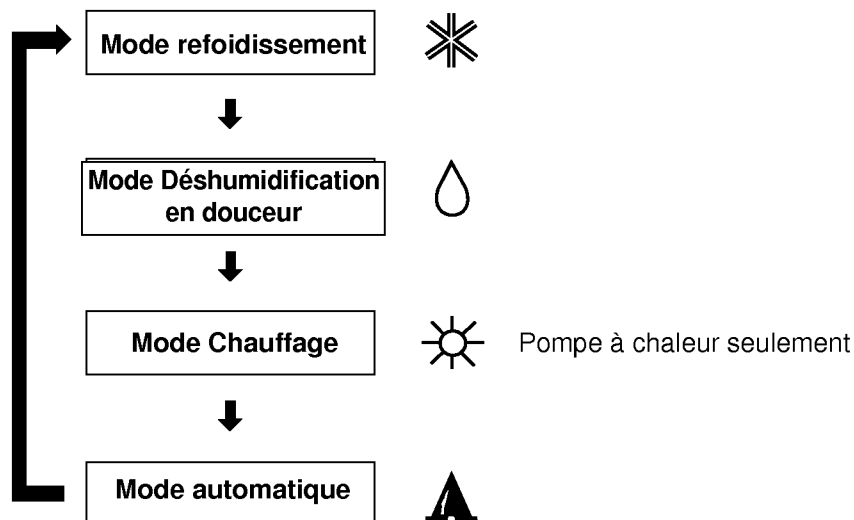 Mode refoidissement
Mode Déshumidification
en douceur
Mode Chauffage
Pompe à chaleur seulement
Mode automatique